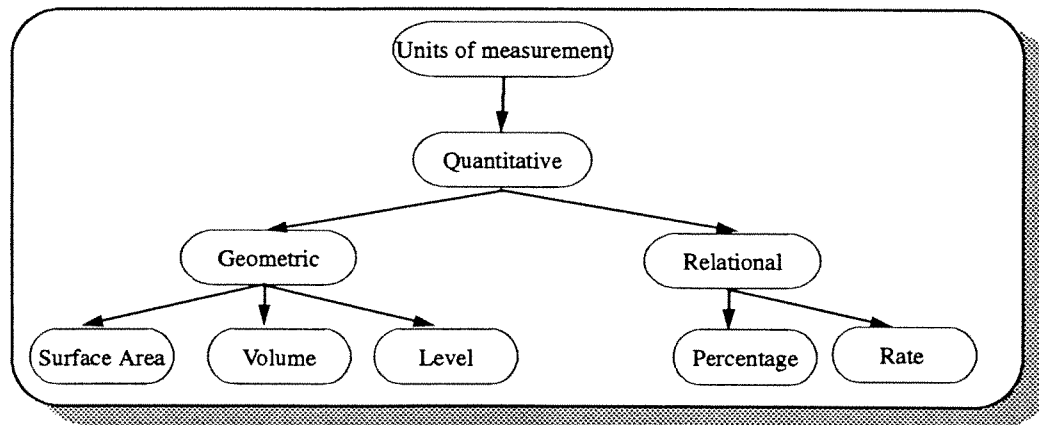 Units of measurement
Quantitative
Geometric
Relational
Surface Area
Volume
Level
Percentage
Rate